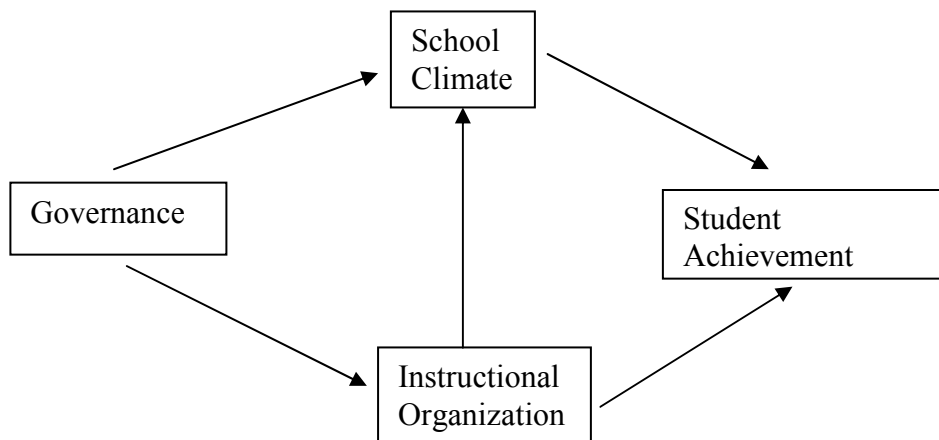 School
Climate
Governance
Student
Achievement
Instructional
Organization